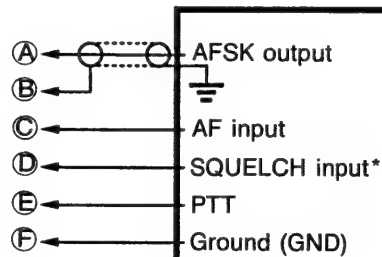 Ⓐ AFSK output
Ⓑ
Ⓒ AF input
Ⓓ SQUELCH input*
Ⓔ PTT
Ⓕ Ground (GND)